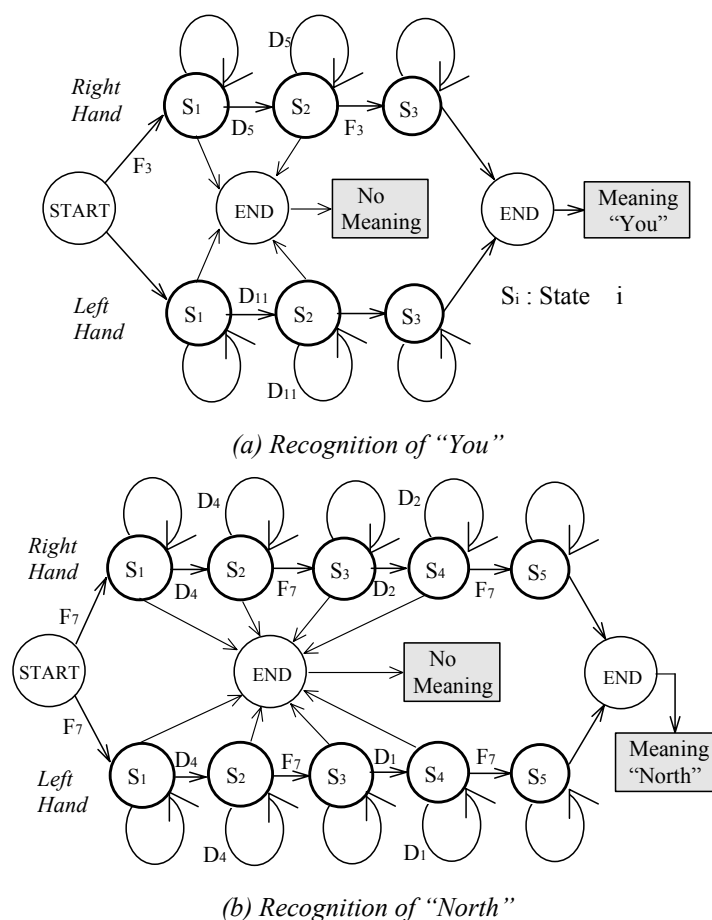 D5
Right
Hand
S1
S2
S3
D5
F3
F3
START
END
No
Meaning
END
Meaning
“You”
Left
Hand
D11
S1
S2
S3
Si : State i
D11
(a) Recognition of “You”
D4
D2
Right
Hand
S1
S2
S3
S4
S5
D4
F7
D2
F7
F7
START
END
No
Meaning
END
F7
Meaning
“North”
Left
Hand
D4
F7
D1
F7
S1
S2
S3
S4
S5
D4
D1
(b) Recognition of “North”